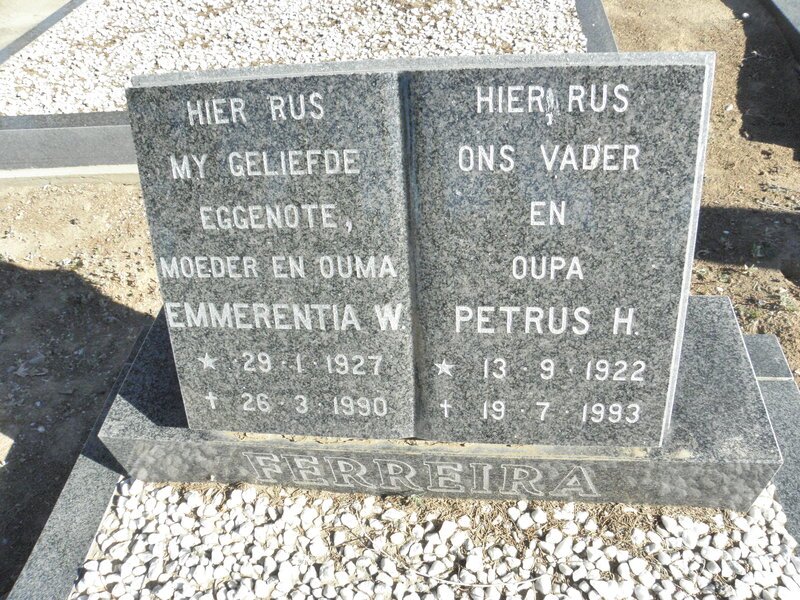 HIER RUS
MY GELIEFDE
EGGENOTE,
MOEDER EN OUMA
EMMERENTIA W.
★ 29·1·1927
✝ 26·3·1990
HIER RUS
ONS VADER
EN
OUPA
PETRUS H.
★ 13·9·1922
✝ 19·7·1993
FERREIRA